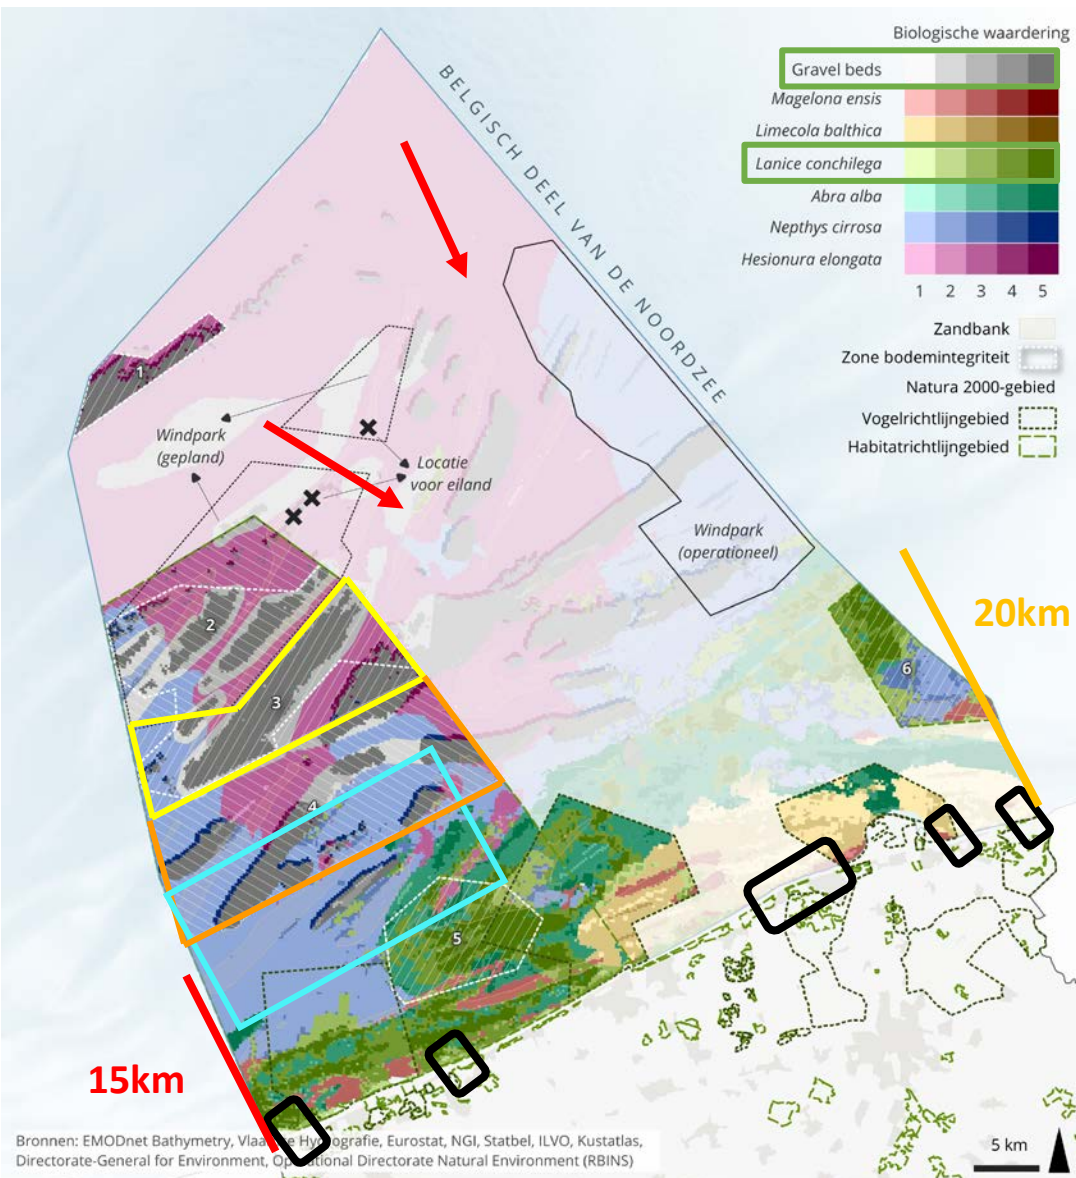 Biologische waardering
Gravel beds
Magelona ensis
Limecola balthica
Lanice conchilega
Abra alba
Nepthys cirrosa
Hesionura elongata
1 2 3 4 5
Zandbank
Zone bodemintegriteit
Natura 2000-gebied
Vogelrichtlijngebied
Habitatrichtlijngebied
BELGISCH DEEL VAN DE NOORDZEE
1
Windpark
(gepland)
Locatie
voor eiland
Windpark
(operationeel)
20km
2
6
3
4
5
15km
5 km
Bronnen: EMODnet Bathymetry, Vlaamse Hydrografie, Eurostat, NGI, Statbel, ILVO, Kustatlas,
Directorate-General for Environment, Operational Directorate Natural Environment (RBINS)